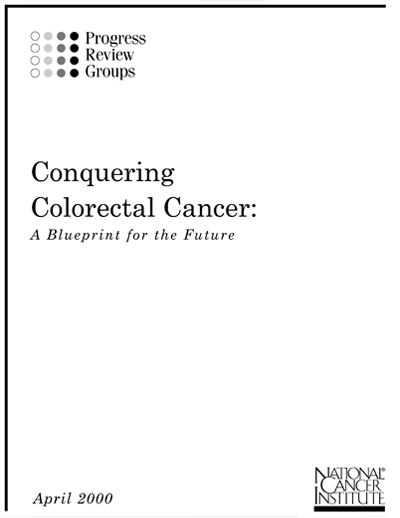 Progress
Review
Groups
Conquering
Colorectal Cancer:
A Blueprint for the Future
April 2000
NATIONAL®
CANCER
INSTITUTE